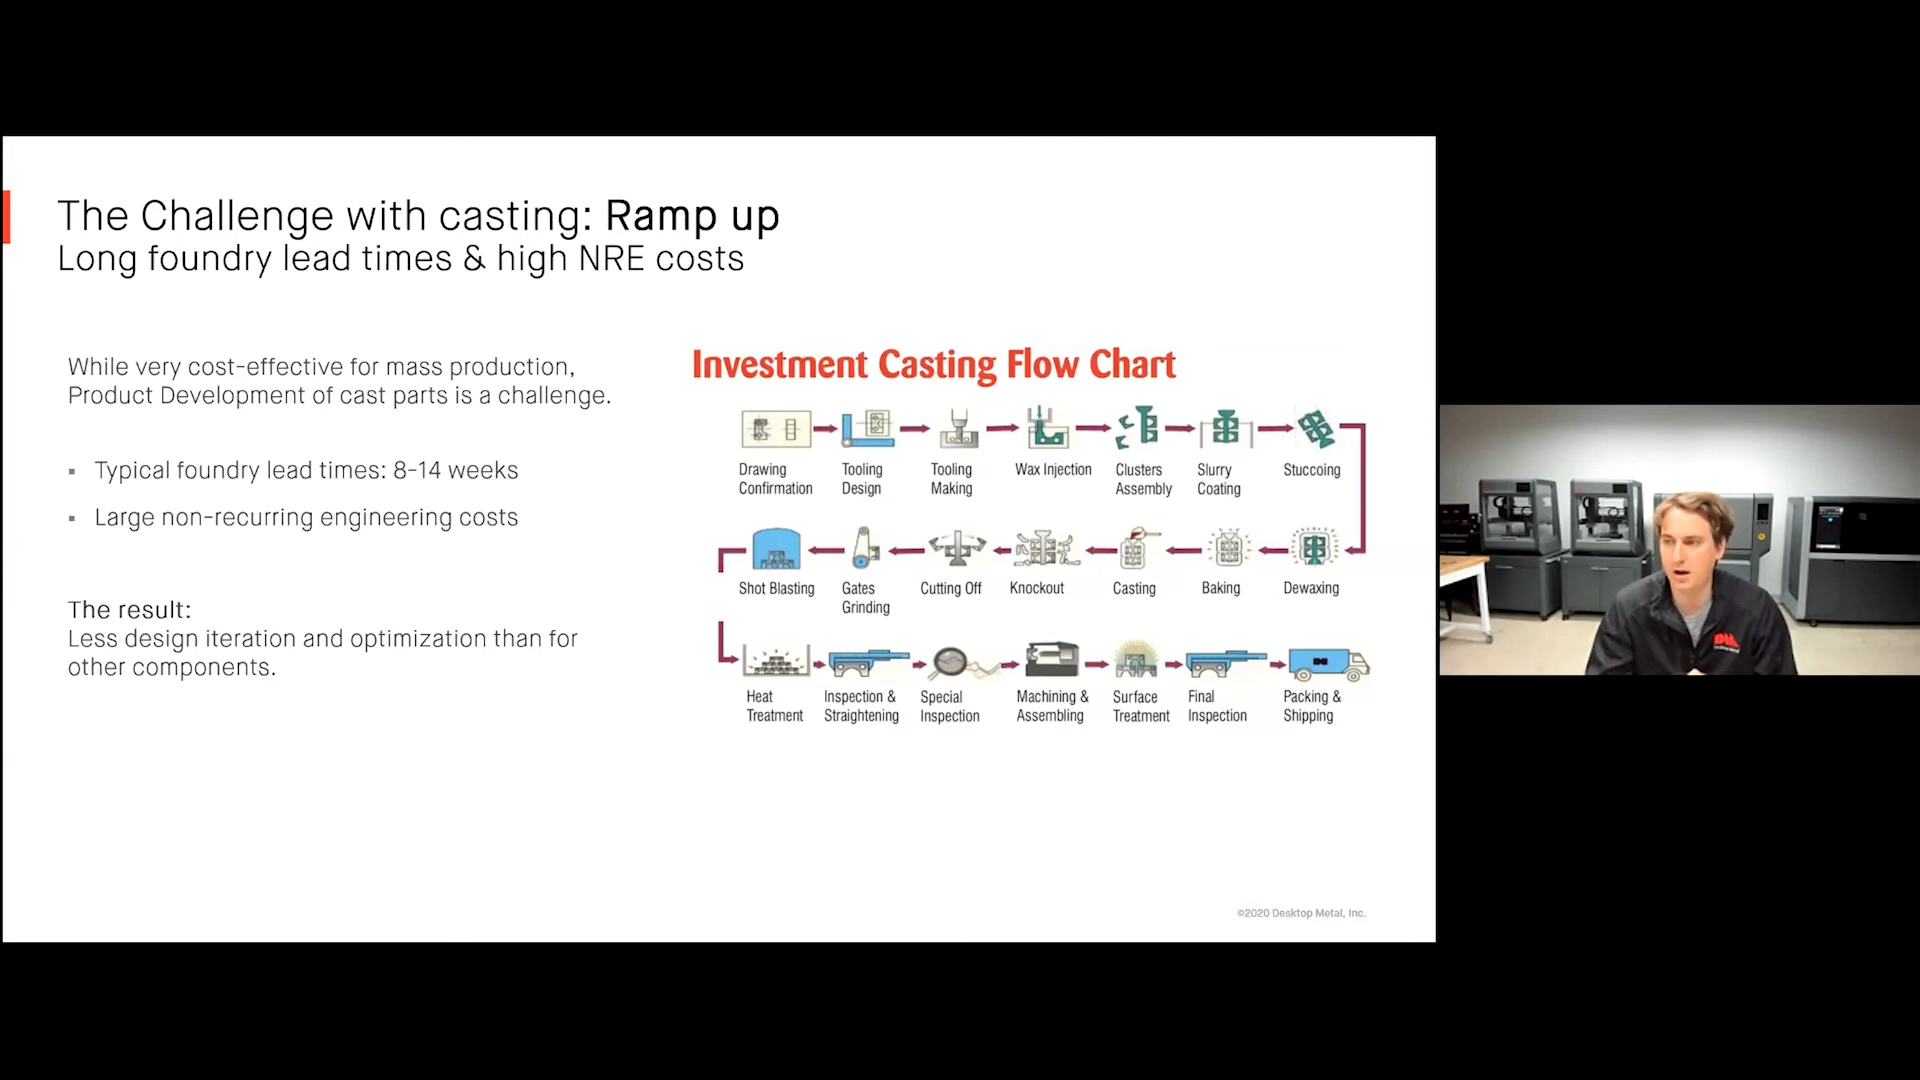 The Challenge with casting: Ramp up
Long foundry lead times & high NRE costs
While very cost-effective for mass production,
Product Development of cast parts is a challenge.
▪ Typical foundry lead times: 8-14 weeks
▪ Large non-recurring engineering costs
The result:
Less design iteration and optimization than for
other components.
Investment Casting Flow Chart
Drawing
Confirmation
Tooling
Design
Tooling
Making
Wax Injection
Clusters
Assembly
Slurry
Coating
Stuccoing
Shot Blasting
Gates
Grinding
Cutting Off
Knockout
Casting
Baking
Dewaxing
Heat
Treatment
Inspection &
Straightening
Special
Inspection
Machining &
Assembling
Surface
Treatment
Final
Inspection
Packing &
Shipping
©2020 Desktop Metal, Inc.